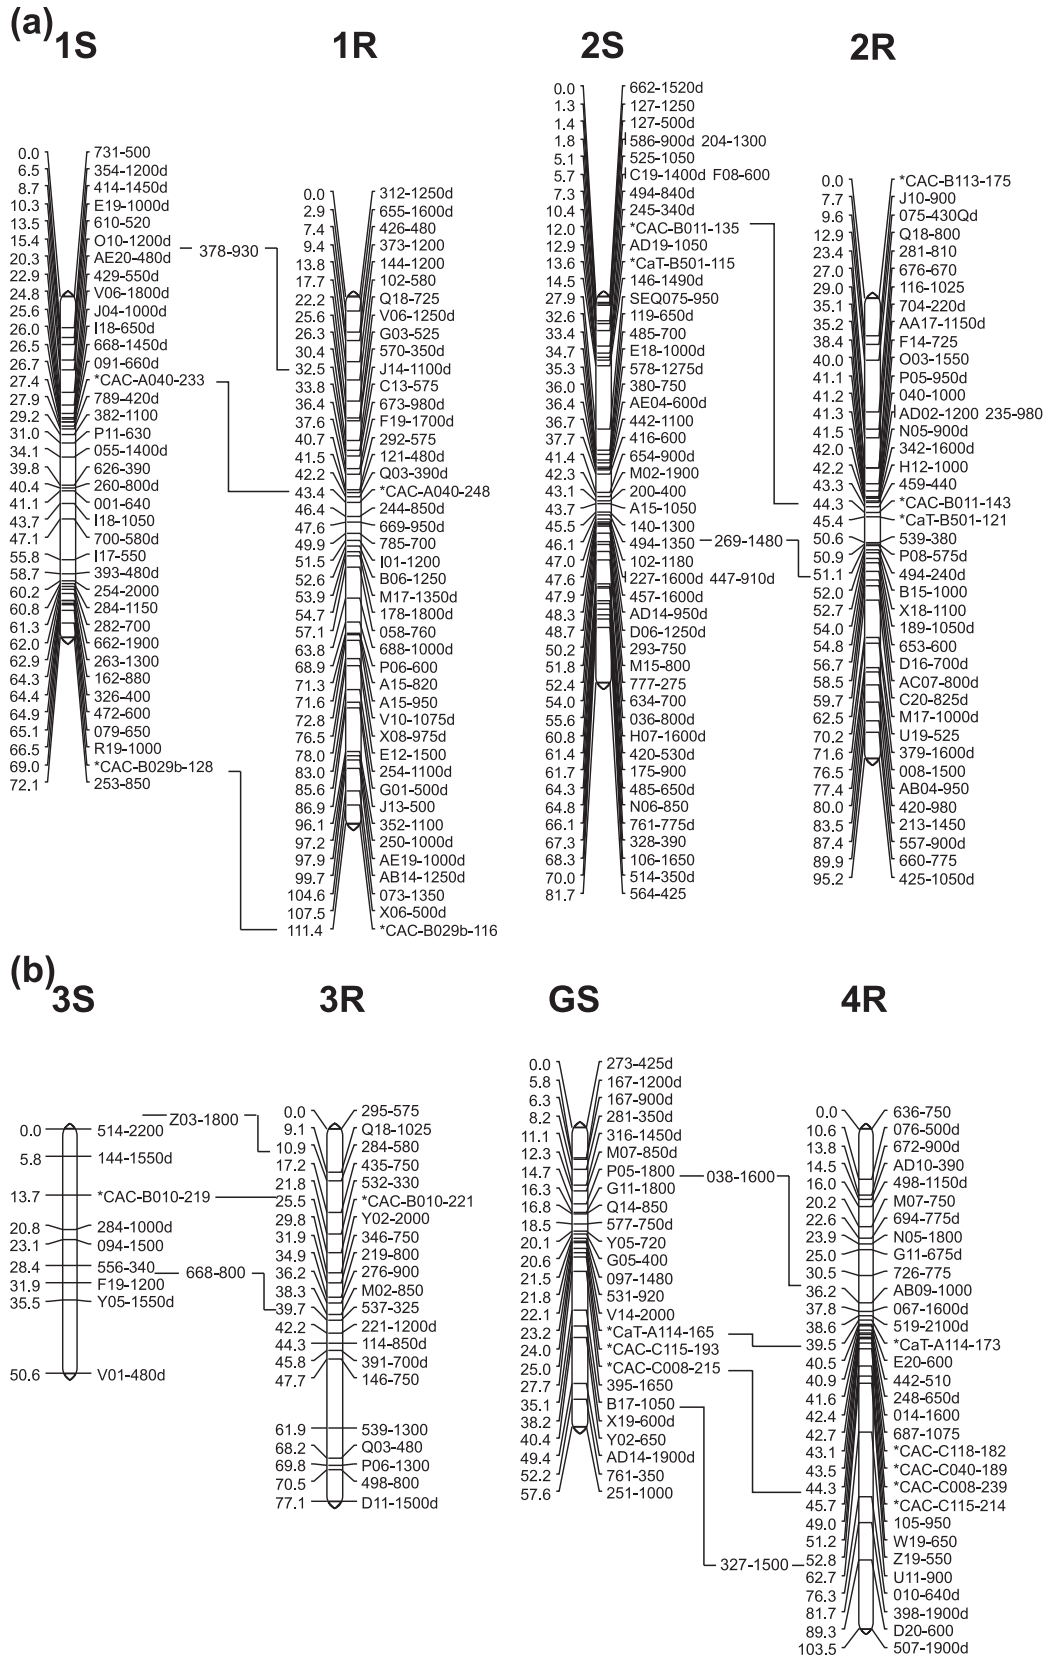 (a)
1S
0.0 731-500
6.5 354-1200d
8.7 414-1450d
10.3 E19-1000d
13.5 610-520
15.4 O10-1200d
20.3 AE20-480d
22.9 429-550d
24.8 V06-1800d
25.6 J04-1000d
26.0 I18-650d
26.5 668-1450d
26.7 091-660d
27.4 *CAC-A040-233
27.9 789-420d
29.2 382-1100
31.0 P11-630
34.1 055-1400d
39.8 626-390
40.4 260-800d
41.1 001-640
43.7 I18-1050
47.1 700-580d
55.8 I17-550
58.7 393-480d
60.2 254-2000
60.8 284-1150
61.3 282-700
62.0 662-1900
62.9 263-1300
64.3 162-880
64.4 326-400
64.9 472-600
65.1 079-650
66.5 R19-1000
69.0 *CAC-B029b-128
72.1 253-850
378-930
1R
0.0 312-1250d
2.9 655-1600d
7.4 426-480
9.4 373-1200
13.8 144-1200
17.7 102-580
22.2 Q18-725
25.6 V06-1250d
26.3 G03-525
30.4 570-350d
32.5 J14-1100d
33.8 C13-575
36.4 673-980d
37.6 F19-1700d
40.7 292-575
41.5 121-480d
42.2 Q03-390d
43.4 *CAC-A040-248
46.4 244-850d
47.6 669-950d
49.9 785-700
51.5 I01-1200
52.6 B06-1250
53.9 M17-1350d
54.7 178-1800d
57.1 058-760
63.8 688-1000d
68.9 P06-600
71.3 A15-820
71.6 A15-950
72.8 V10-1075d
76.5 X08-975d
78.0 E12-1500
83.0 254-1100d
85.6 G01-500d
86.9 J13-500
96.1 352-1100
97.2 250-1000d
97.9 AE19-1000d
99.7 AB14-1250d
104.6 073-1350
107.5 X06-500d
111.4 *CAC-B029b-116
2S
0.0 662-1520d
1.3 127-1250
1.4 127-500d
1.8 586-900d 204-1300
5.1 525-1050
5.7 C19-1400d F08-600
7.3 494-840d
10.4 245-340d
12.0 *CAC-B011-135
12.9 AD19-1050
13.6 *CaT-B501-115
14.5 146-1490d
27.9 SEQ075-950
32.6 119-650d
33.4 485-700
34.7 E18-1000d
35.3 578-1275d
36.0 380-750
36.6 AE04-600d
36.7 442-1100
37.7 416-600
41.4 654-900d
42.3 M02-1900
43.1 200-400
43.7 A15-1050
45.5 140-1300
46.1 494-1350
47.0 102-1180
47.6 227-1600d 447-910d
47.9 457-1600d
48.3 AD14-950d
48.7 D06-1250d
50.2 293-750
51.8 M15-800
52.4 777-275
54.0 634-700
55.6 036-800d
60.8 H07-1600d
61.4 420-530d
61.7 175-900
64.3 485-650d
64.8 N06-850
66.1 761-775d
67.3 328-390
68.3 106-1650
70.0 514-350d
81.7 564-425
269-1480
2R
0.0 *CAC-B113-175
7.7 J10-900
9.6 075-430Qd
12.9 Q18-800
23.4 281-810
27.0 676-670
29.0 116-1025
35.1 704-220d
35.2 AA17-1150d
38.4 F14-725
40.0 O03-1550
41.1 P05-950d
41.2 040-1000
41.3 AD02-1200 235-980
41.5 N05-900d
42.0 342-1600d
42.2 H12-1000
43.3 459-440
44.3 *CAC-B011-143
45.4 *CaT-B501-121
50.6 539-380
50.9 P08-575d
51.1 494-240d
52.0 B15-1000
52.7 X18-1100
54.0 189-1050d
54.8 653-600
56.7 D16-700d
58.5 AC07-800d
59.7 C20-825d
62.5 M17-1000d
70.2 U19-525
71.6 379-1600d
76.5 008-1500
77.4 AB04-950
80.0 420-980
83.5 213-1450
87.4 557-900d
89.9 660-775
95.2 425-1050d
(b)
3S
0.0 514-2200
5.8 144-1550d
13.7 *CAC-B010-219
20.8 284-1000d
23.1 094-1500
28.4 556-340
31.9 F19-1200
35.5 Y05-1550d
50.6 V01-480d
Z03-1800
668-800
3R
0.0 295-575
9.1 Q18-1025
10.9 284-580
17.2 435-750
21.8 532-330
25.5 *CAC-B010-221
29.8 Y02-2000
31.9 346-750
34.9 219-800
36.2 276-900
38.3 M02-850
39.7 537-325
42.2 221-1200d
44.3 114-850d
45.8 391-700d
47.7 146-750
61.9 539-1300
68.2 Q03-480
69.8 P06-1300
70.5 498-800
77.1 D11-1500d
GS
0.0 273-425d
5.8 167-1200d
6.3 167-900d
8.2 281-350d
11.1 316-1450d
12.3 M07-850d
14.7 P05-1800
16.3 G11-1800
16.8 Q14-850
18.5 577-750d
20.1 Y05-720
20.6 G05-400
21.5 097-1480
21.8 531-920
22.1 V14-2000
23.2 *CaT-A114-165
24.0 *CAC-C115-193
25.0 *CAC-C008-215
27.7 395-1650
35.1 B17-1050
38.2 X19-600d
40.4 Y02-650
49.4 AD14-1900d
52.2 761-350
57.6 251-1000
038-1600
327-1500
4R
0.0 636-750
10.6 076-500d
13.8 672-900d
14.5 AD10-390
16.0 498-1150d
20.2 M07-750
22.6 694-775d
23.9 N05-1800
25.0 G11-675d
30.5 726-775
36.2 AB09-1000
37.8 067-1600d
38.6 519-2100d
39.5 *CaT-A114-173
40.5 E20-600
40.9 442-510
41.6 248-650d
42.4 014-1600
42.7 687-1075
43.1 *CAC-C118-182
43.5 *CAC-C040-189
44.3 *CAC-C008-239
45.7 *CAC-C115-214
49.0 105-950
51.2 W19-650
52.8 Z19-550
62.7 U11-900
76.3 010-640d
81.7 398-1900d
89.3 D20-600
103.5 507-1900d